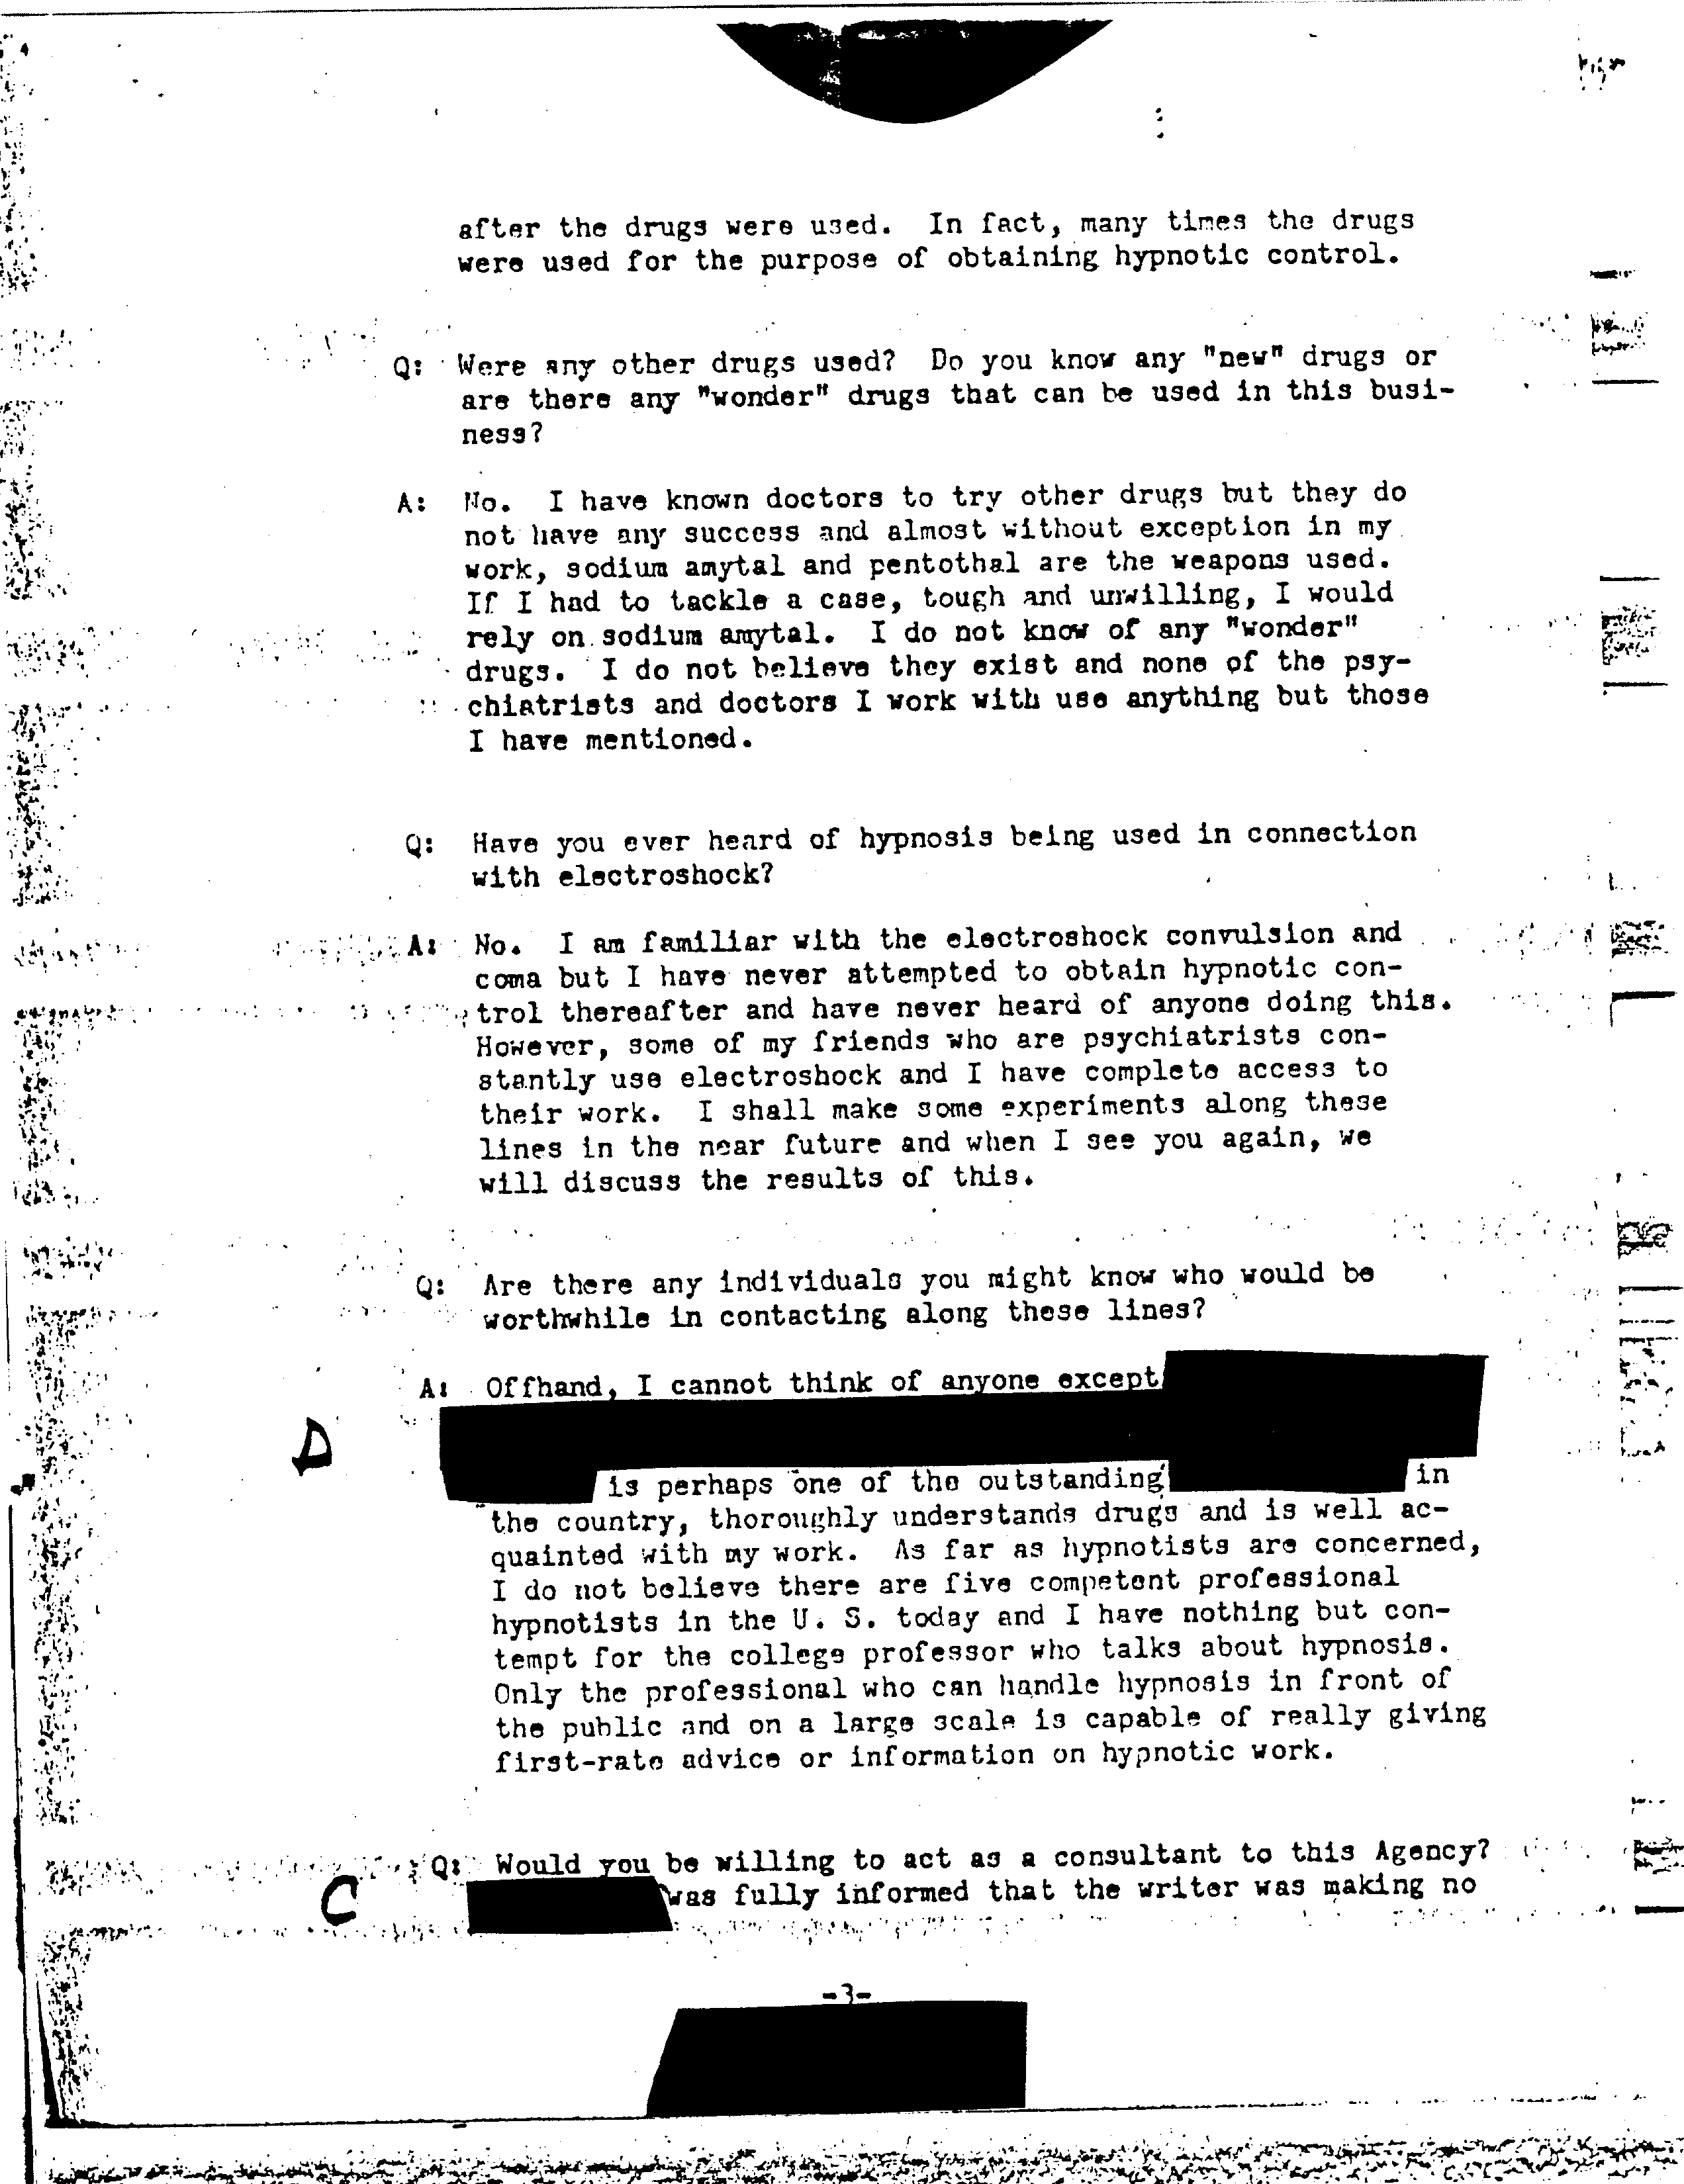 after the drugs were used. In fact, many times the drugs
were used for the purpose of obtaining hypnotic control.
Q: Were any other drugs used? Do you know any "new" drugs or
are there any "wonder" drugs that can be used in this busi-
ness?
A: No. I have known doctors to try other drugs but they do
not have any success and almost without exception in my
work, sodium amytal and pentothal are the weapons used.
If I had to tackle a case, tough and unwilling, I would
rely on sodium amytal. I do not know of any "wonder"
drugs. I do not believe they exist and none of the psy-
chiatrists and doctors I work with use anything but those
I have mentioned.
Q: Have you ever heard of hypnosis being used in connection
with electroshock?
A: No. I am familiar with the electroshock convulsion and
coma but I have never attempted to obtain hypnotic con-
trol thereafter and have never heard of anyone doing this.
However, some of my friends who are psychiatrists con-
stantly use electroshock and I have complete access to
their work. I shall make some experiments along these
lines in the near future and when I see you again, we
will discuss the results of this.
Q: Are there any individuals you might know who would be
worthwhile in contacting along these lines?
A: Offhand, I cannot think of anyone except
D
is perhaps one of the outstanding in
the country, thoroughly understands drugs and is well ac-
quainted with my work. As far as hypnotists are concerned,
I do not believe there are five competent professional
hypnotists in the U. S. today and I have nothing but con-
tempt for the college professor who talks about hypnosis.
Only the professional who can handle hypnosis in front of
the public and on a large scale is capable of really giving
first-rate advice or information on hypnotic work.
Q: Would you be willing to act as a consultant to this Agency?
C was fully informed that the writer was making no
-3-